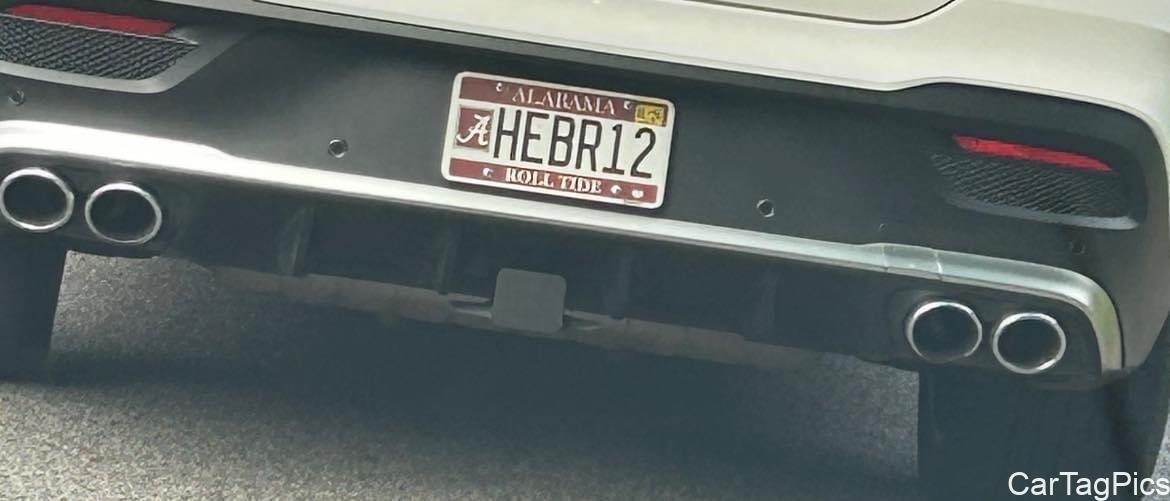 ALABAMA
A HEBR12
ROLL TIDE
CarTagPics